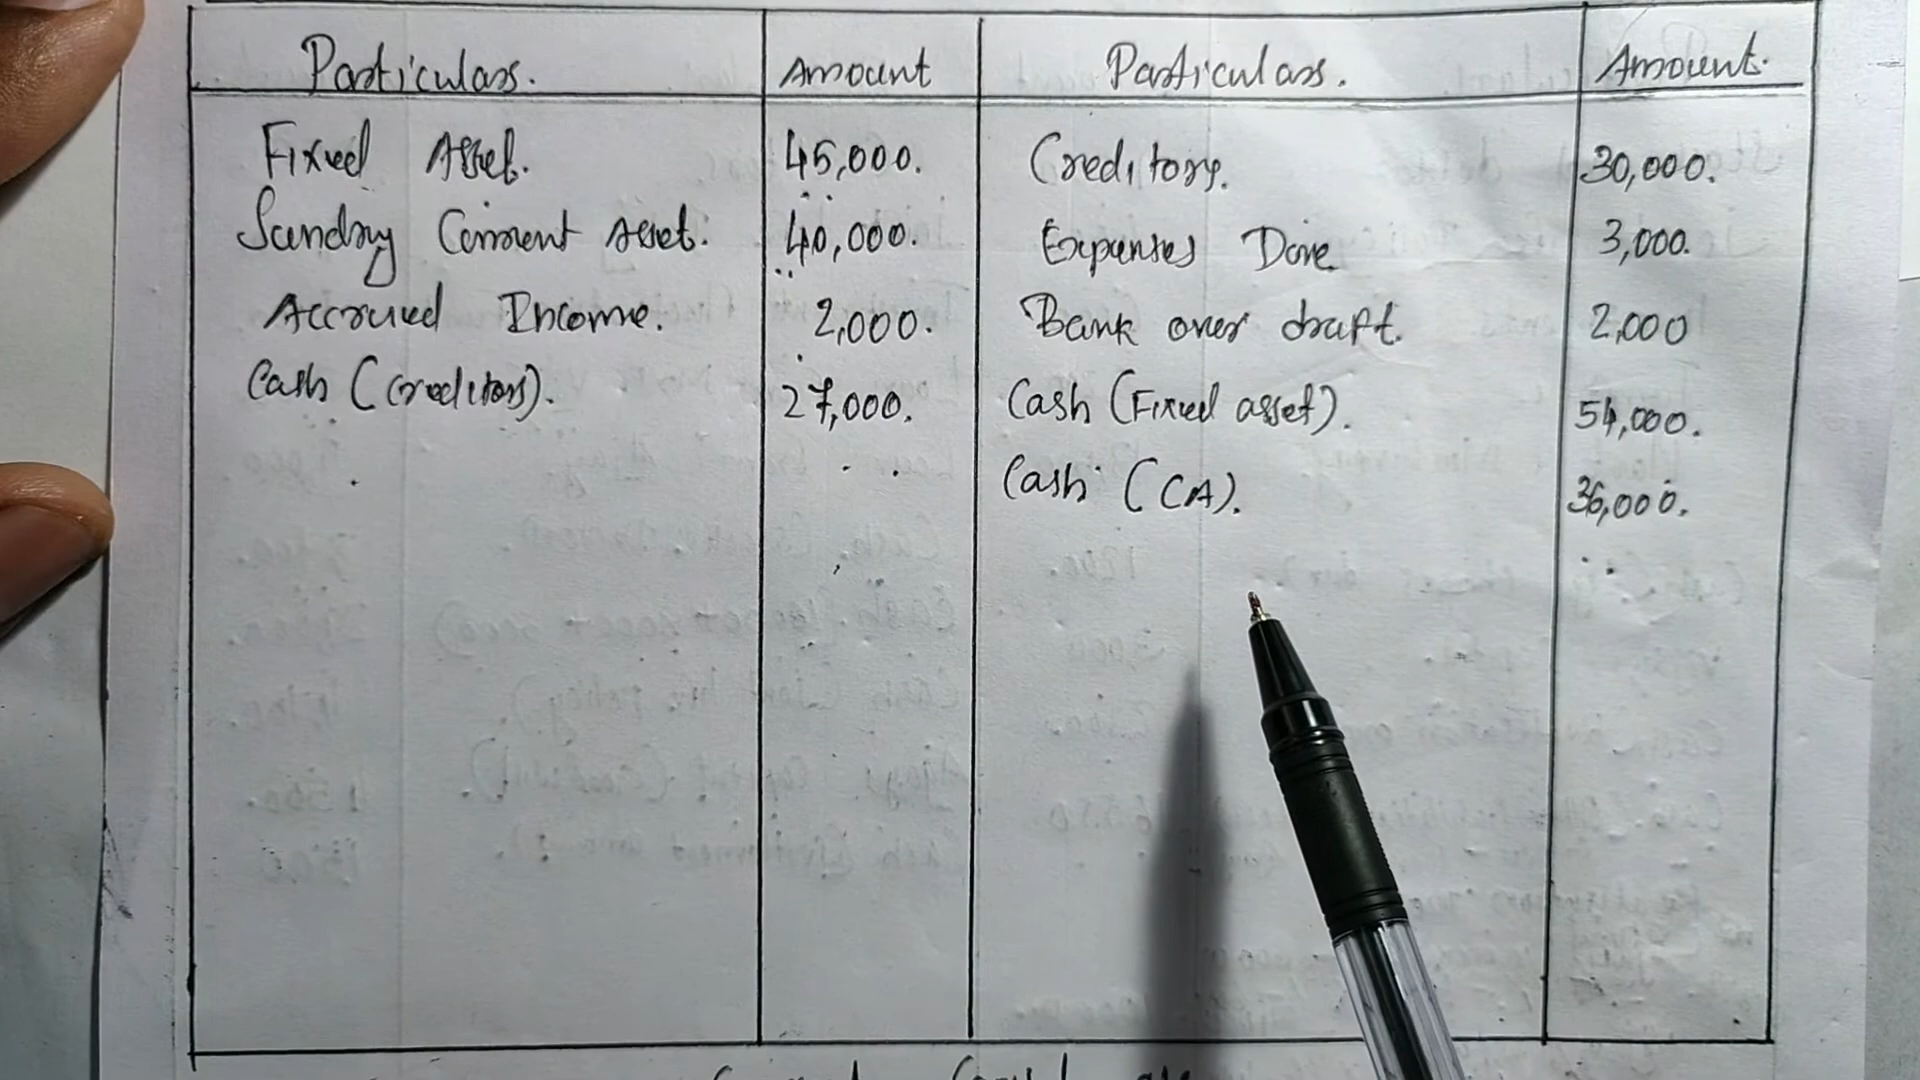 Particulars. Amount Particulars. Amount.
Fixed Asset. 45,000. Creditors. 30,000.
Sundry Current Asset. 40,000. Expenses Due 3,000.
Accrued Income. 2,000. Bank over draft. 2,000
Cash (creditors). 27,000. Cash (Fixed asset). 54,000.
Cash (CA). 36,000.